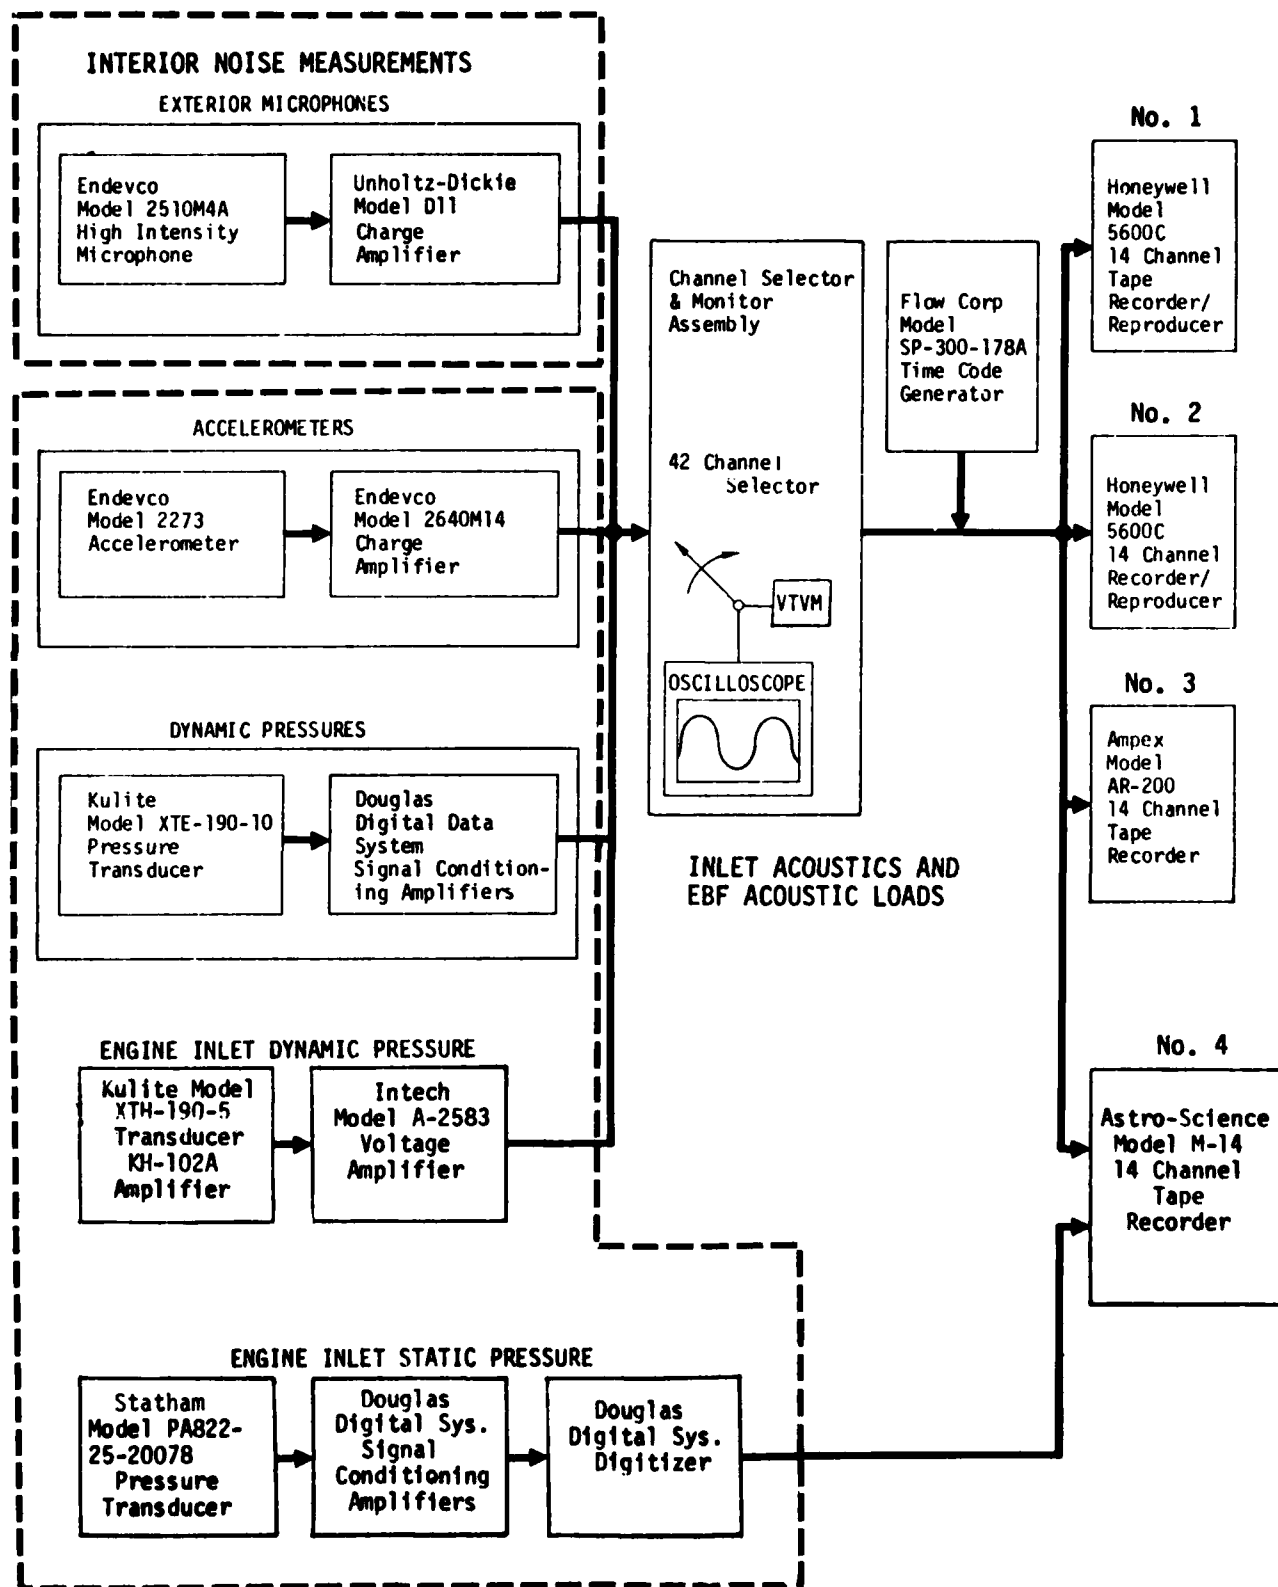 INTERIOR NOISE MEASUREMENTS
EXTERIOR MICROPHONES
Endevco
Model 2510M4A
High Intensity
Microphone
Unholtz-Dickie
Model D11
Charge
Amplifier
ACCELEROMETERS
Endevco
Model 2273
Accelerometer
Endevco
Model 2640M14
Charge
Amplifier
DYNAMIC PRESSURES
Kulite
Model XTE-190-10
Pressure
Transducer
Douglas
Digital Data
System
Signal Condition-
ing Amplifiers
ENGINE INLET DYNAMIC PRESSURE
Kulite Model
XTH-190-5
Transducer
KH-102A
Amplifier
Intech
Model A-2583
Voltage
Amplifier
ENGINE INLET STATIC PRESSURE
Statham
Model PA822-
25-20078
Pressure
Transducer
Douglas
Digital Sys.
Signal
Conditioning
Amplifiers
Douglas
Digital Sys.
Digitizer
Channel Selector
& Monitor
Assembly
42 Channel
Selector
VTVM
OSCILLOSCOPE
INLET ACOUSTICS AND
EBF ACOUSTIC LOADS
Flow Corp
Model
SP-300-178A
Time Code
Generator
No. 1
Honeywell
Model
5600C
14 Channel
Tape
Recorder/
Reproducer
No. 2
Honeywell
Model
5600C
14 Channel
Recorder/
Reproducer
No. 3
Ampex
Model
AR-200
14 Channel
Tape
Recorder
No. 4
Astro-Science
Model M-14
14 Channel
Tape
Recorder